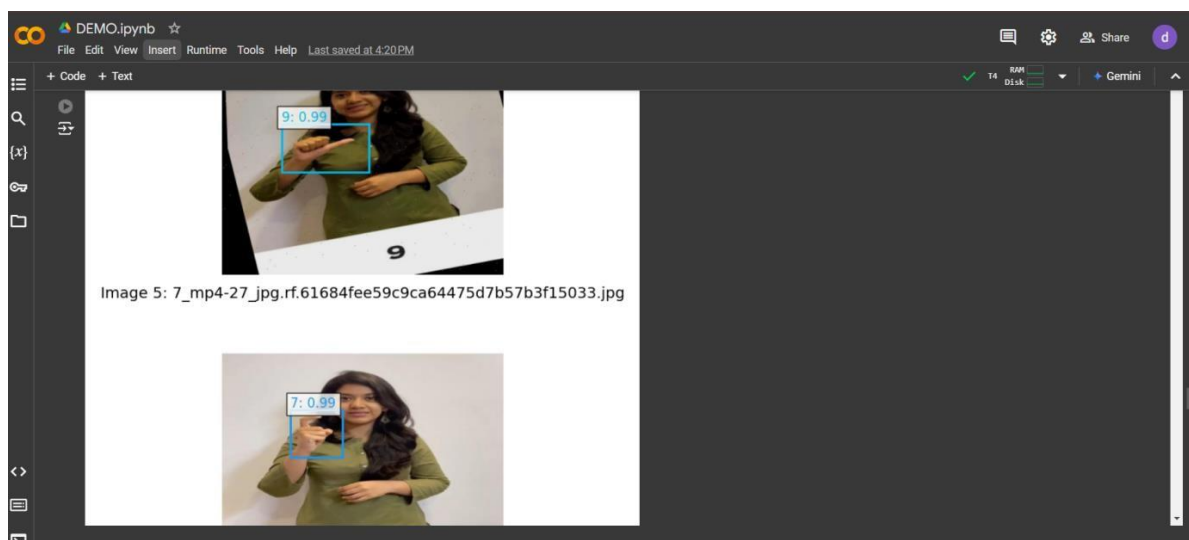 CO DEMO.ipynb
File Edit View Insert Runtime Tools Help Last saved at 4:20 PM
Share
d
+ Code + Text
T4 RAM
Disk
Gemini
{x}
9: 0.99
9
Image 5: 7_mp4-27_jpg.rf.61684fee59c9ca64475d7b57b3f15033.jpg
7: 0.99